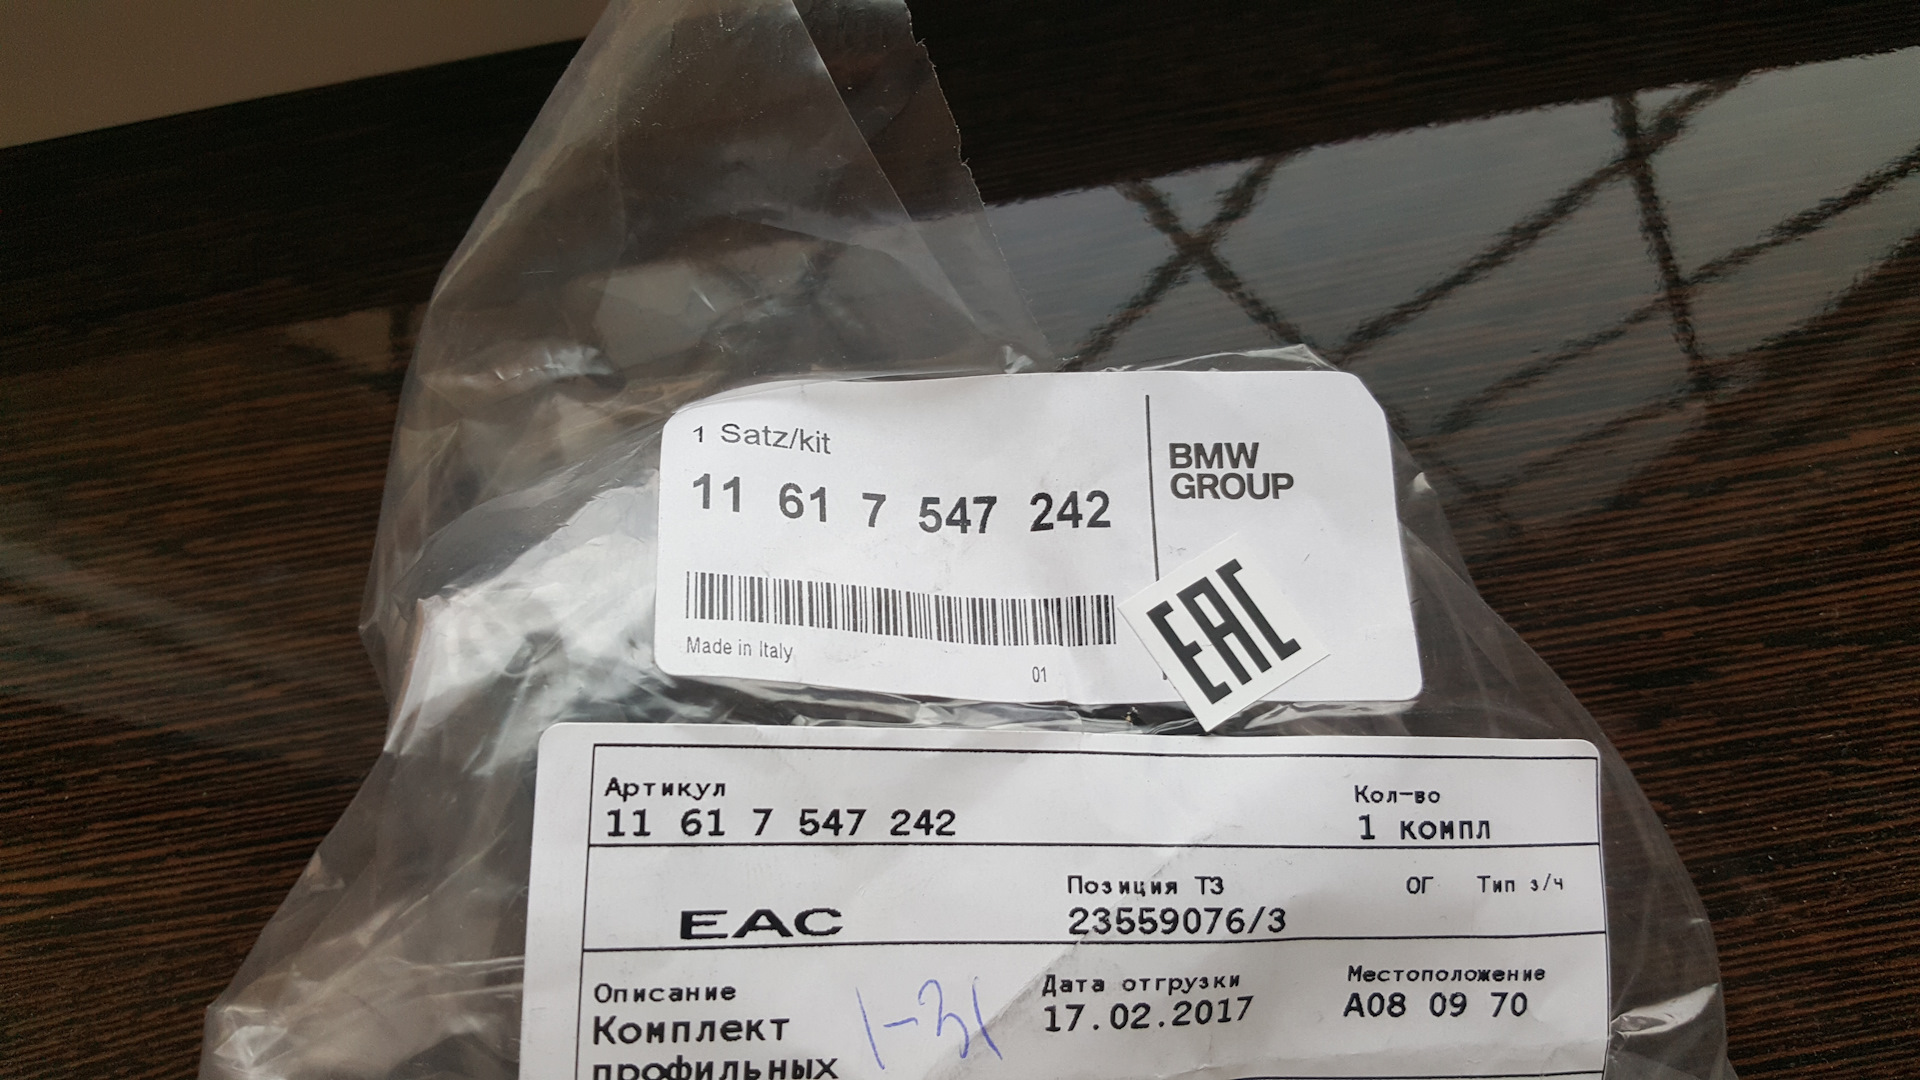 1 Satz/kit
11 61 7 547 242
BMW
GROUP
Made in Italy
01
EAC
Артикул
11 61 7 547 242
Кол-во
1 компл
EAC
Позиция ТЗ
23559076/3
ОГ
Тип з/ч
Описание
Комплект
профильных
1-31
Дата отгрузки
17.02.2017
Местоположение
A08 09 70